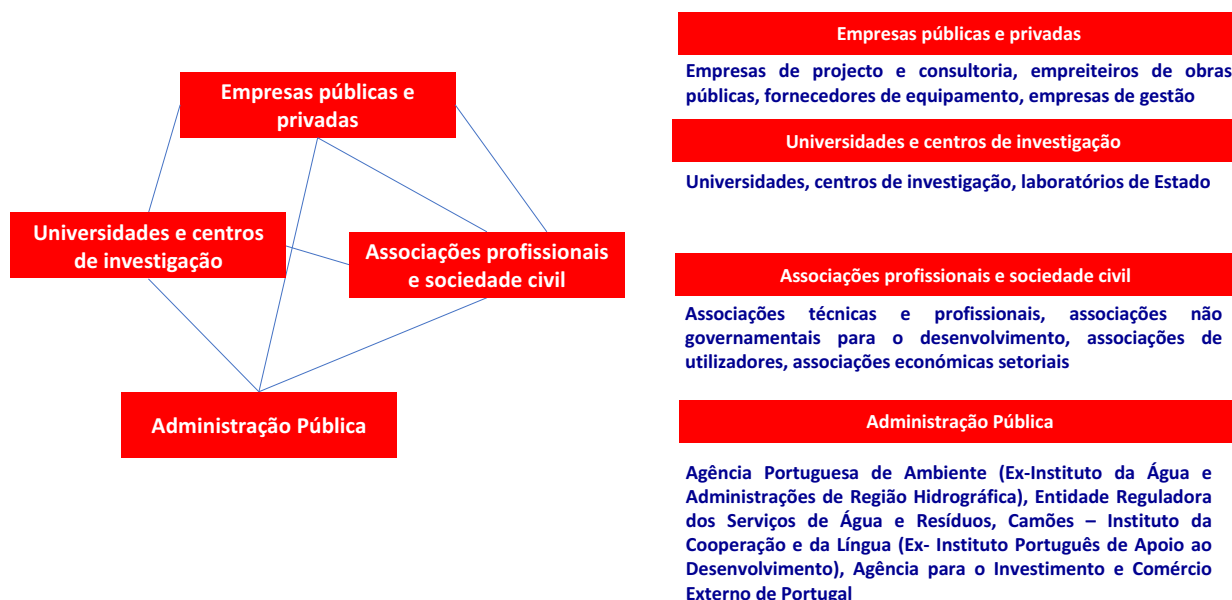 Empresas públicas e
privadas
Universidades e centros
de investigação
Associações profissionais
e sociedade civil
Administração Pública
Empresas públicas e privadas
Empresas de projecto e consultoria, empreiteiros de obras
públicas, fornecedores de equipamento, empresas de gestão
Universidades e centros de investigação
Universidades, centros de investigação, laboratórios de Estado
Associações profissionais e sociedade civil
Associações técnicas e profissionais, associações não
governamentais para o desenvolvimento, associações de
utilizadores, associações económicas setoriais
Administração Pública
Agência Portuguesa de Ambiente (Ex-Instituto da Água e
Administrações de Região Hidrográfica), Entidade Reguladora
dos Serviços de Água e Resíduos, Camões – Instituto da
Cooperação e da Língua (Ex- Instituto Português de Apoio ao
Desenvolvimento), Agência para o Investimento e Comércio
Externo de Portugal